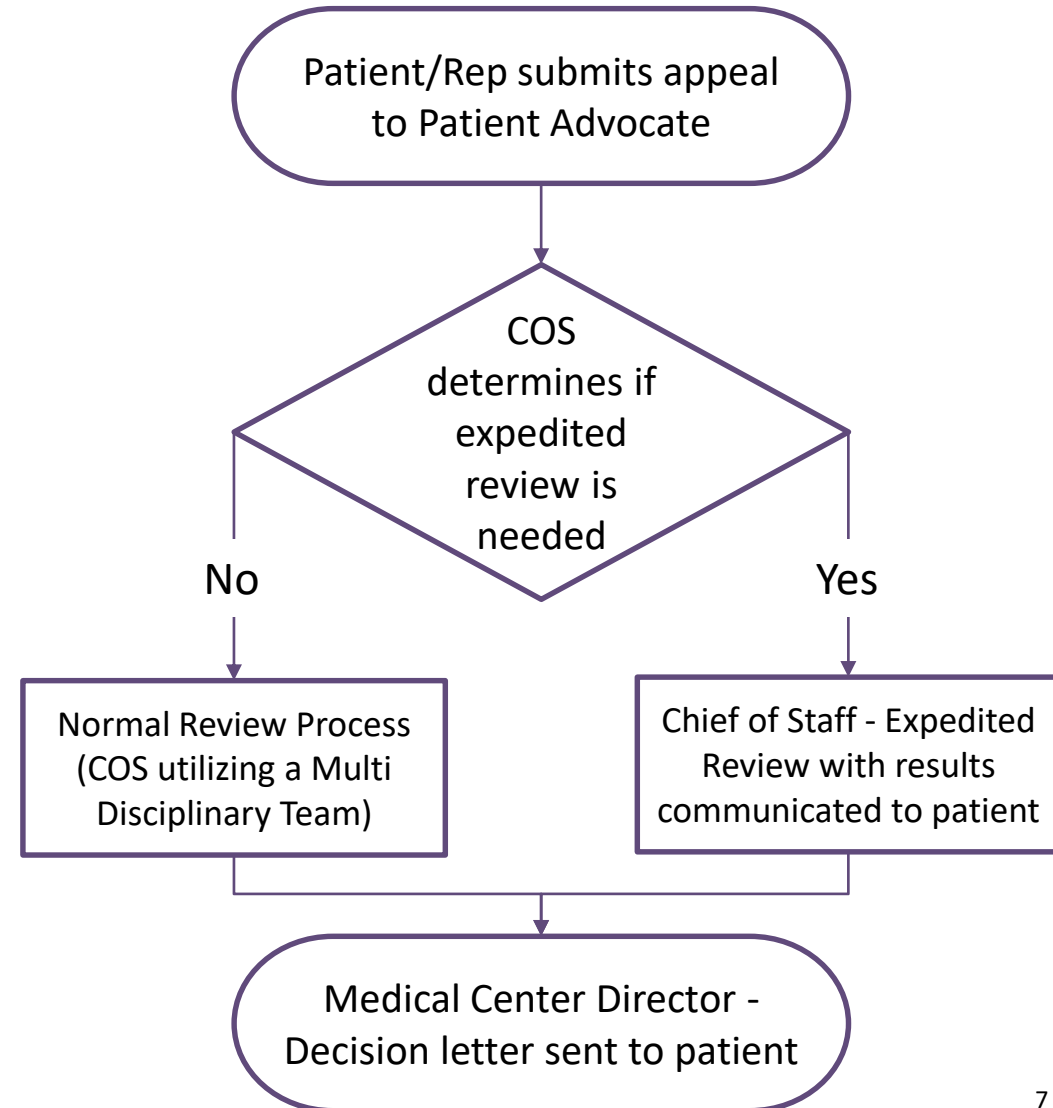 Patient/Rep submits appeal
to Patient Advocate
COS
determines if
expedited
review is
needed
No
Yes
Normal Review Process
(COS utilizing a Multi
Disciplinary Team)
Chief of Staff - Expedited
Review with results
communicated to patient
Medical Center Director -
Decision letter sent to patient
7